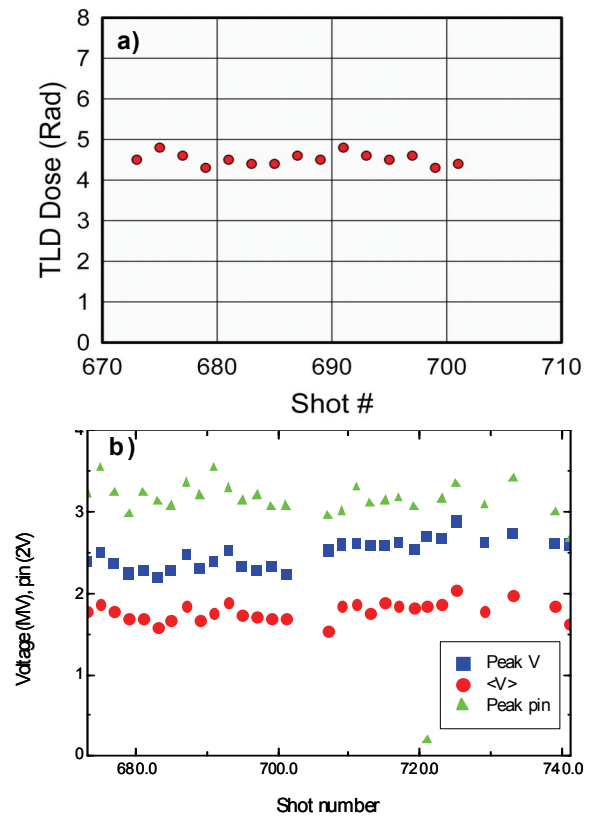 a)
8
7
6
5
4
3
2
1
0
TLD Dose (Rad)
670 680 690 700 710
Shot #
b)
4
3
2
1
0
Voltage (MV), pin (2V)
Peak V
<V>
Peak pin
680.0 700.0 720.0 740.0
Shot number